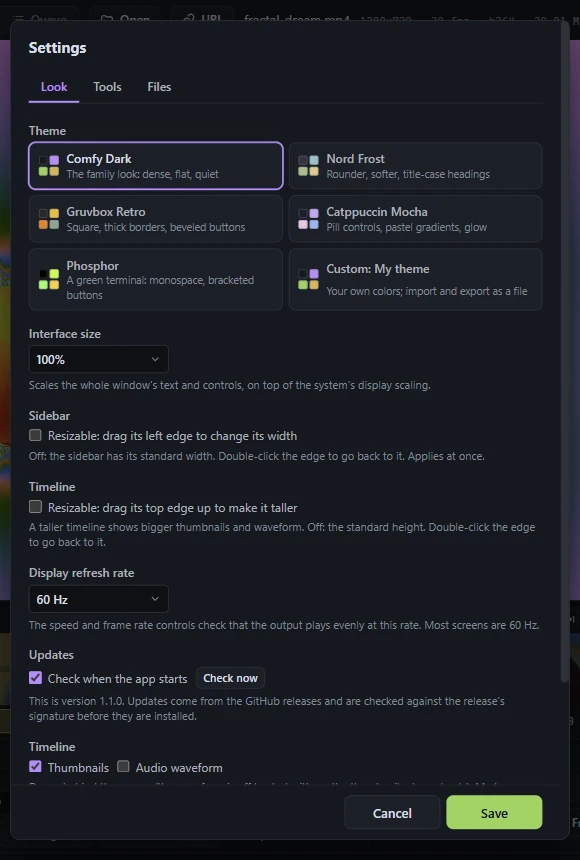 Queue Open URL fractal-dream.mp4 1280x720 30 fps h264
Settings
Look Tools Files
Theme
Comfy Dark
The family look: dense, flat, quiet
Nord Frost
Rounder, softer, title-case headings
Gruvbox Retro
Square, thick borders, beveled buttons
Catppuccin Mocha
Pill controls, pastel gradients, glow
Phosphor
A green terminal: monospace, bracketed
buttons
Custom: My theme
Your own colors; import and export as a file
Interface size
100%
Scales the whole window's text and controls, on top of the system's display scaling.
Sidebar
Resizable: drag its left edge to change its width
Off: the sidebar has its standard width. Double-click the edge to go back to it. Applies at once.
Timeline
Resizable: drag its top edge up to make it taller
A taller timeline shows bigger thumbnails and waveform. Off: the standard height. Double-click the edge
to go back to it.
Display refresh rate
60 Hz
The speed and frame rate controls check that the output plays evenly at this rate. Most screens are 60 Hz.
Updates
Check when the app starts Check now
This is version 1.1.0. Updates come from the GitHub releases and are checked against the release's
signature before they are installed.
Timeline
Thumbnails Audio waveform
Cancel Save